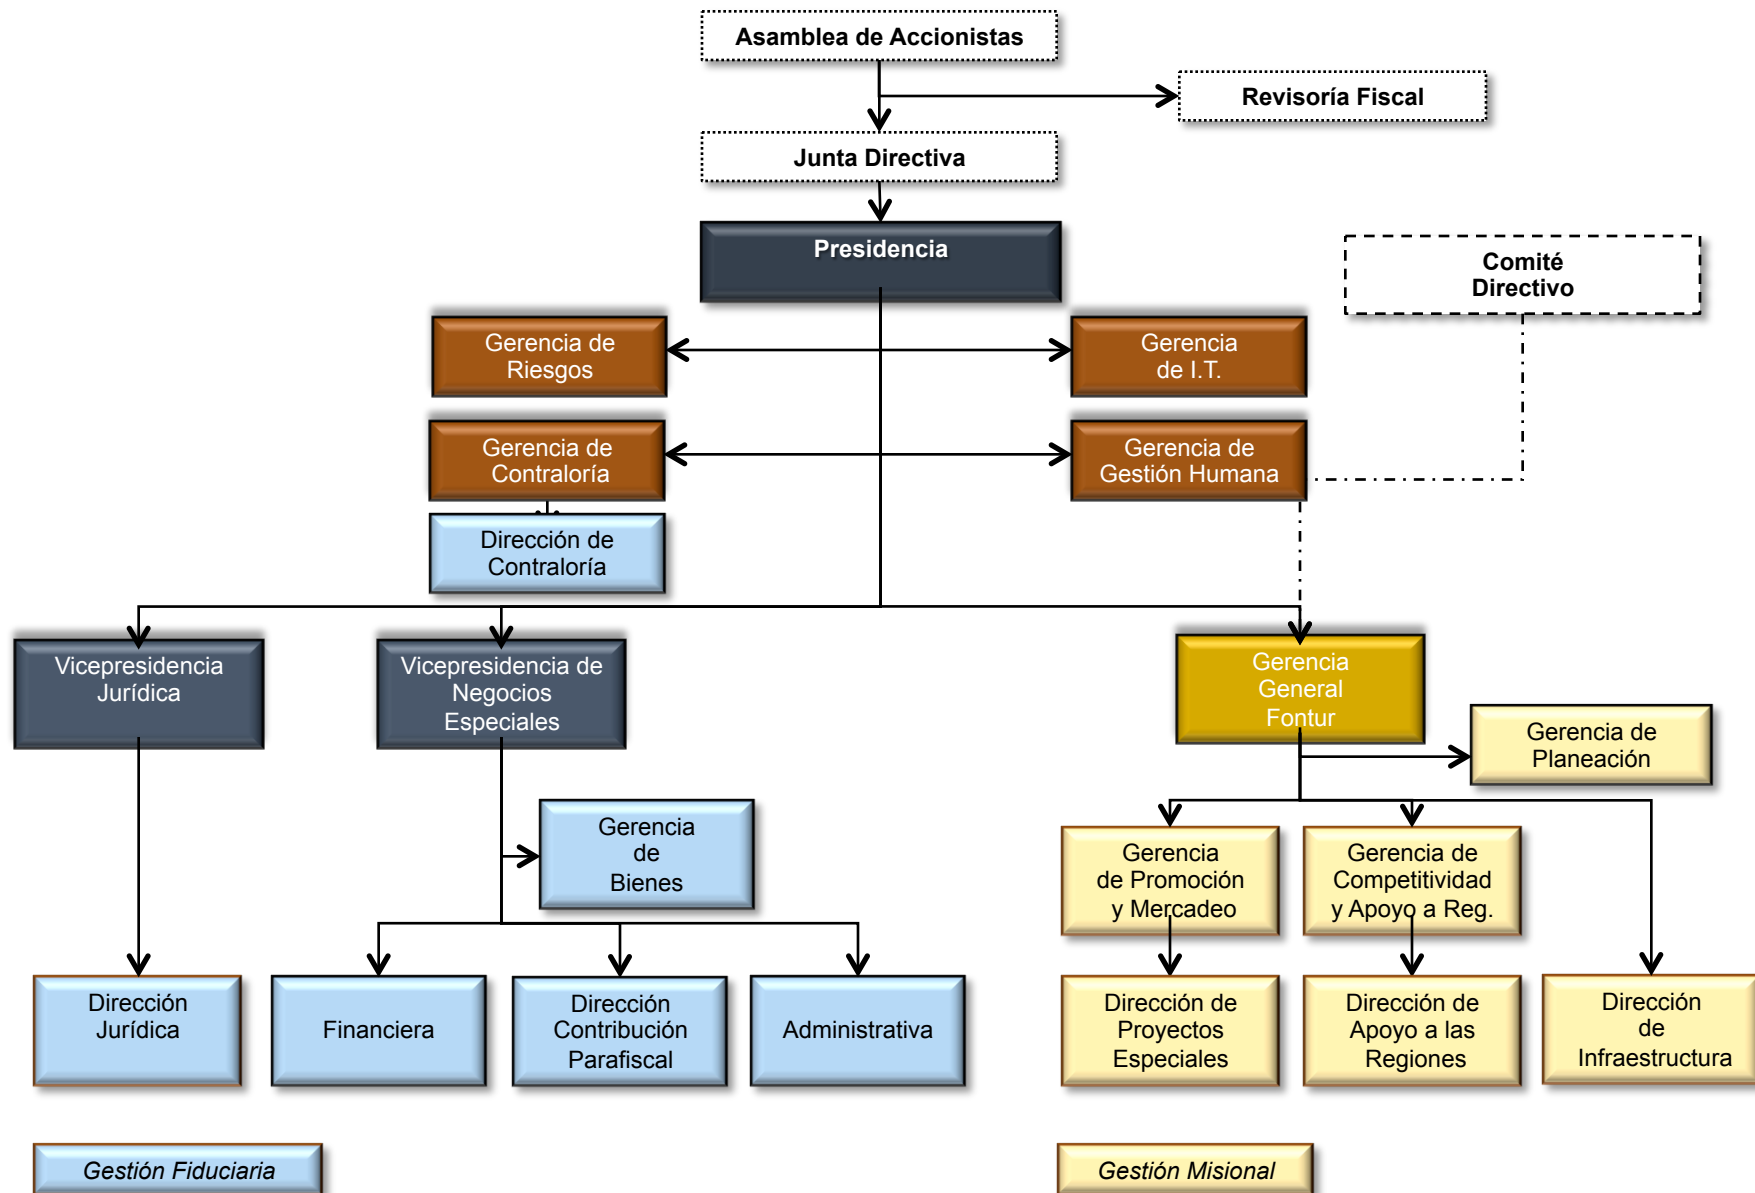 Asamblea de Accionistas
Revisoría Fiscal
Junta Directiva
Presidencia
Comité
Directivo
Gerencia de
Riesgos
Gerencia
de I.T.
Gerencia de
Contraloría
Gerencia de
Gestión Humana
Dirección de
Contraloría
Vicepresidencia
Jurídica
Vicepresidencia de
Negocios
Especiales
Gerencia
General
Fontur
Gerencia de
Planeación
Gerencia
de
Bienes
Gerencia
de Promoción
y Mercadeo
Gerencia de
Competitividad
y Apoyo a Reg.
Dirección
Jurídica
Financiera
Dirección
Contribución
Parafiscal
Administrativa
Dirección de
Proyectos
Especiales
Dirección de
Apoyo a las
Regiones
Dirección
de
Infraestructura
Gestión Fiduciaria
Gestión Misional